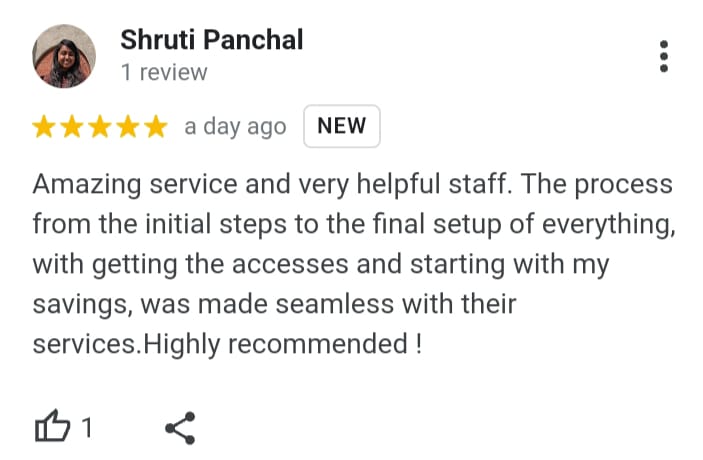 Shruti Panchal
1 review
a day ago NEW
Amazing service and very helpful staff. The process
from the initial steps to the final setup of everything,
with getting the accesses and starting with my
savings, was made seamless with their
services.Highly recommended !
1